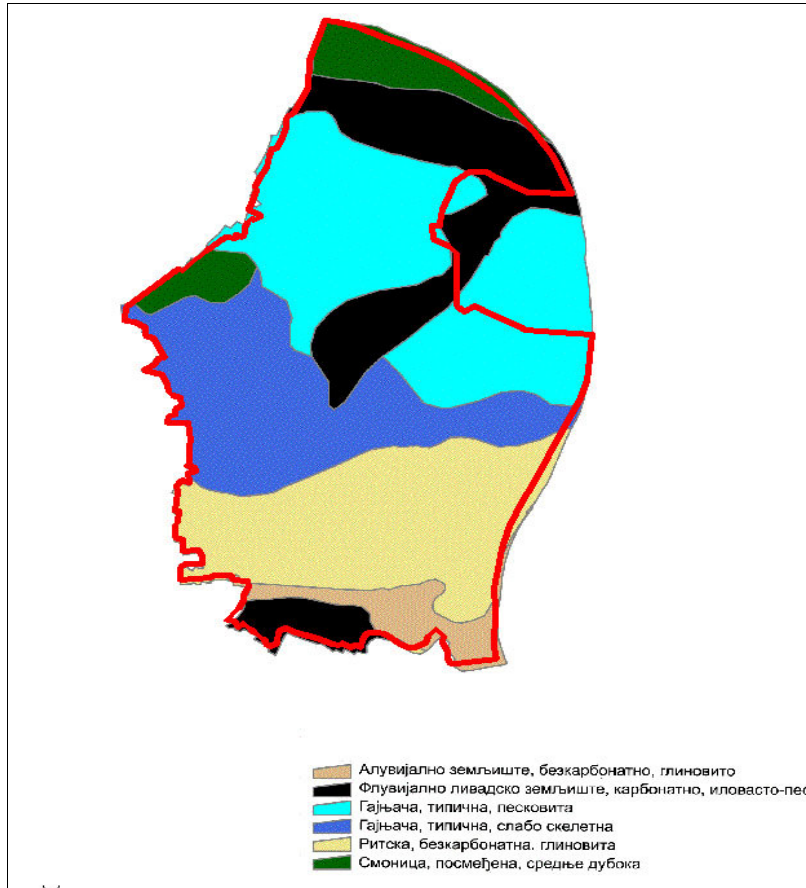 Алувијално земљиште, безкарбонатно, глиновито
Флувијално ливадско земљиште, карбонатно, иловасто-пес
Гајњача, типична, песковита
Гајњача, типична, слабо скелетна
Ритска, безкарбонатна, глиновита
Смоница, посмеђена, средње дубока